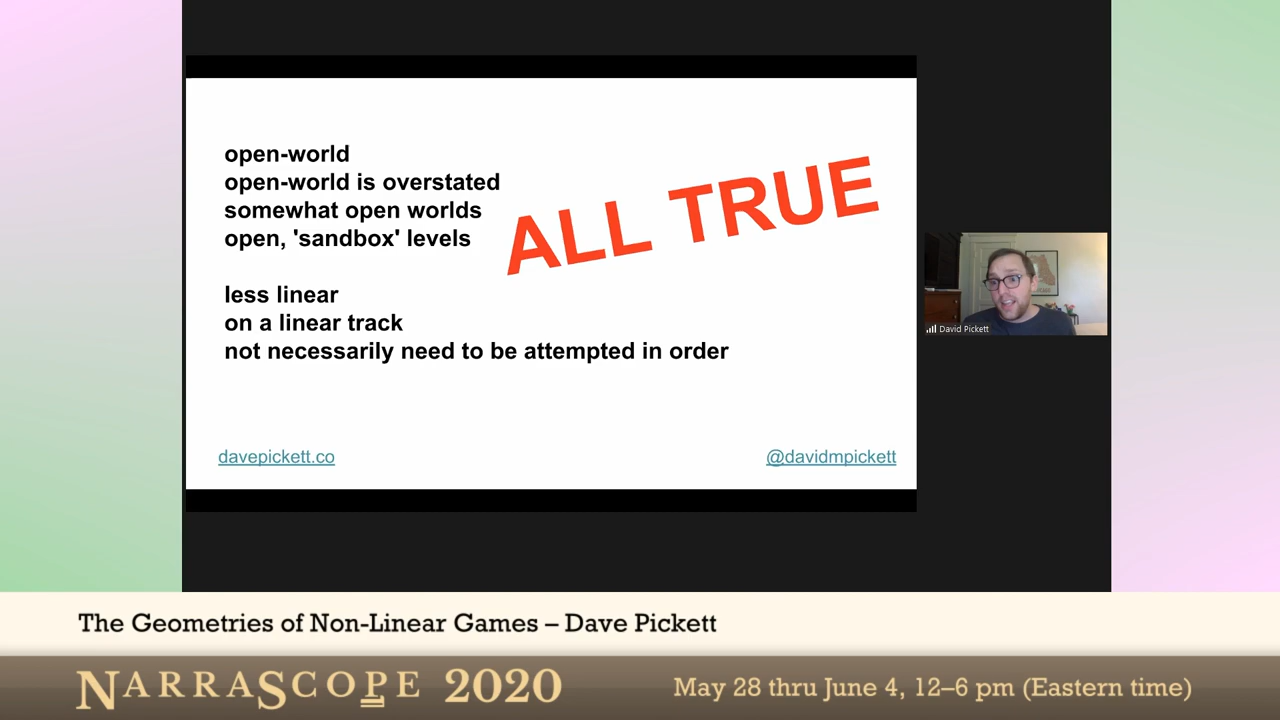 open-world
open-world is overstated
somewhat open worlds
open, 'sandbox' levels
ALL TRUE
less linear
on a linear track
not necessarily need to be attempted in order
davepickett.co
@davidmpickett
David Pickett
The Geometries of Non-Linear Games – Dave Pickett
NARRASCOPE 2020
May 28 thru June 4, 12–6 pm (Eastern time)